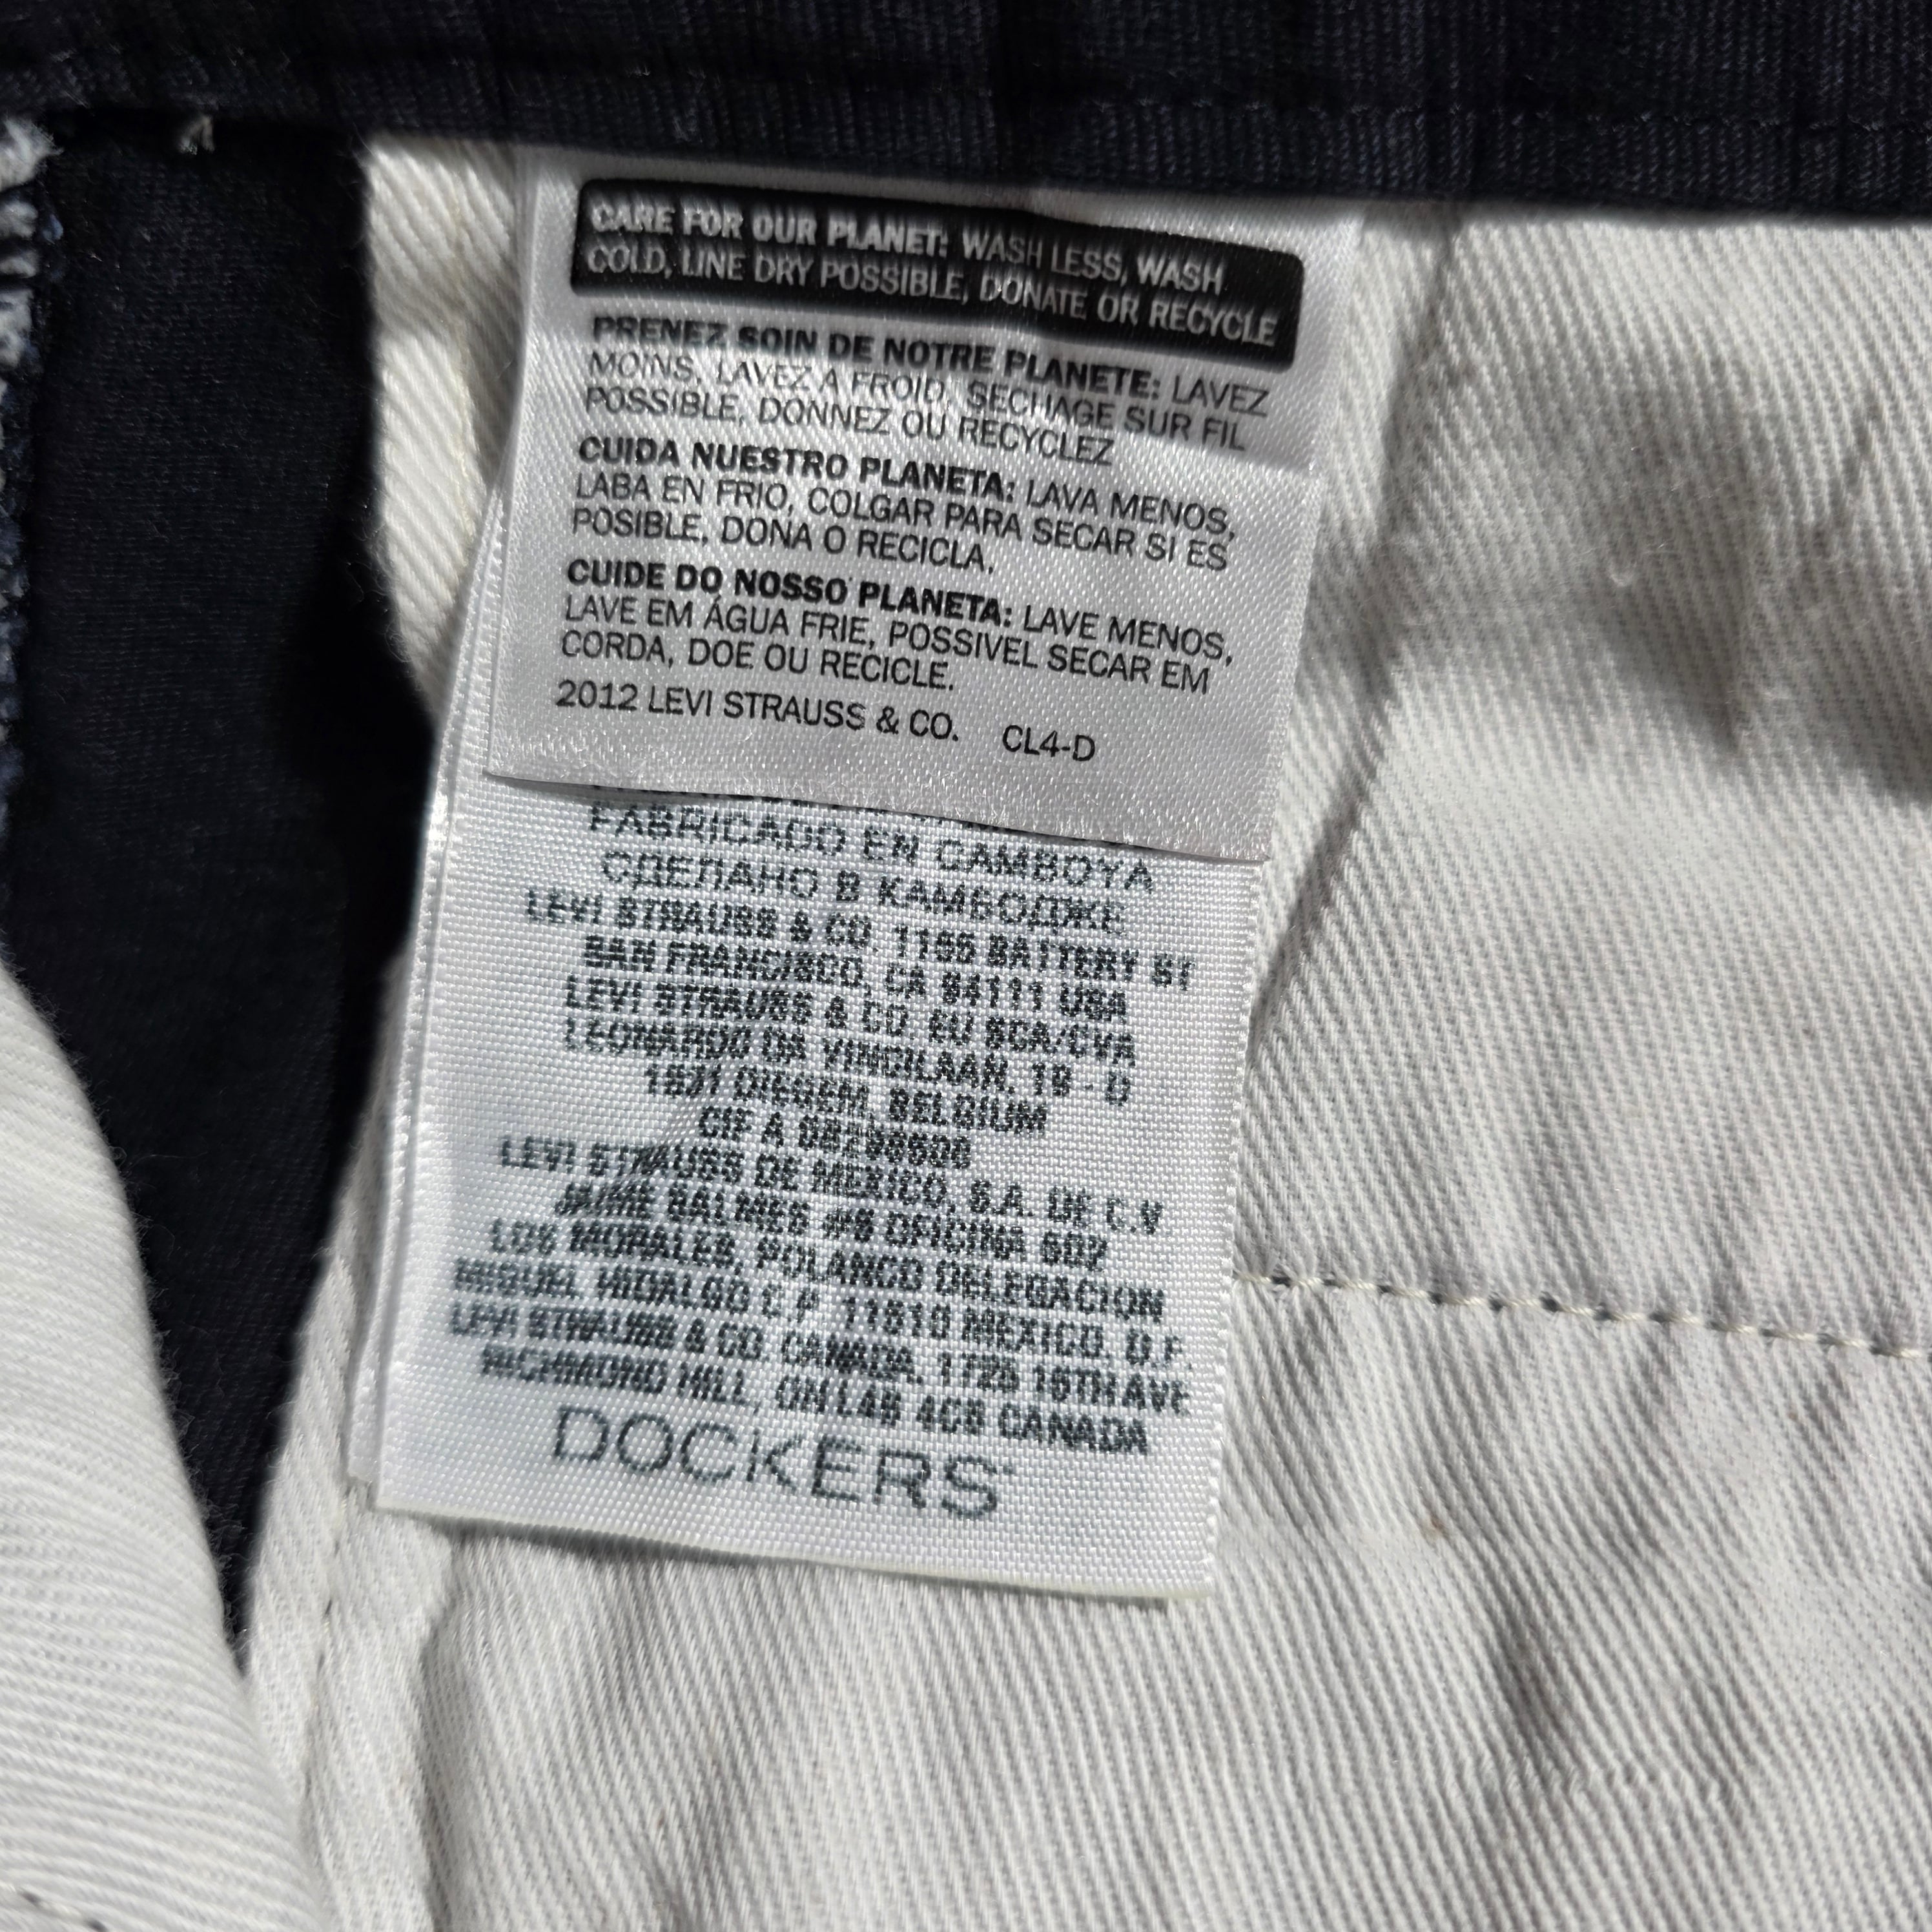 CARE FOR OUR PLANET: WASH LESS, WASH
COLD, LINE DRY POSSIBLE, DONATE OR RECYCLE
PRENEZ SOIN DE NOTRE PLANETE: LAVEZ
MOINS, LAVEZ A FROID, SECHAGE SUR FIL
POSSIBLE, DONNEZ OU RECYCLEZ
CUIDA NUESTRO PLANETA: LAVA MENOS,
LABA EN FRIO, COLGAR PARA SECAR SI ES
POSIBLE, DONA O RECICLA.
CUIDE DO NOSSO PLANETA: LAVE MENOS,
LAVE EM ÁGUA FRIE, POSSIVEL SECAR EM
CORDA, DOE OU RECICLE.
2012 LEVI STRAUSS & CO. CL4-D
FABRICADO EN CAMBOYA
СДЕЛАНО В КАМБОДЖЕ
LEVI STRAUSS & CO. 1155 BATTERY ST
SAN FRANCISCO, CA 94111 USA
LEVI STRAUSS & CO. EU SCA/CVA
LEONARDO DA VINCILAAN, 19 - D
1831 DIEGEM, BELGIUM
CIF A
LEVI STRAUSS DE MEXICO, S.A. DE C.V.
JAIME BALMES #8 OFICINA 602
LOS MORALES, POLANCO DELEGACION
MIGUEL HIDALGO C.P. 11510 MEXICO, D.F.
LEVI STRAUSS & CO. CANADA, 1725 16TH AVE
RICHMOND HILL, ON L4B 4C6 CANADA
DOCKERS